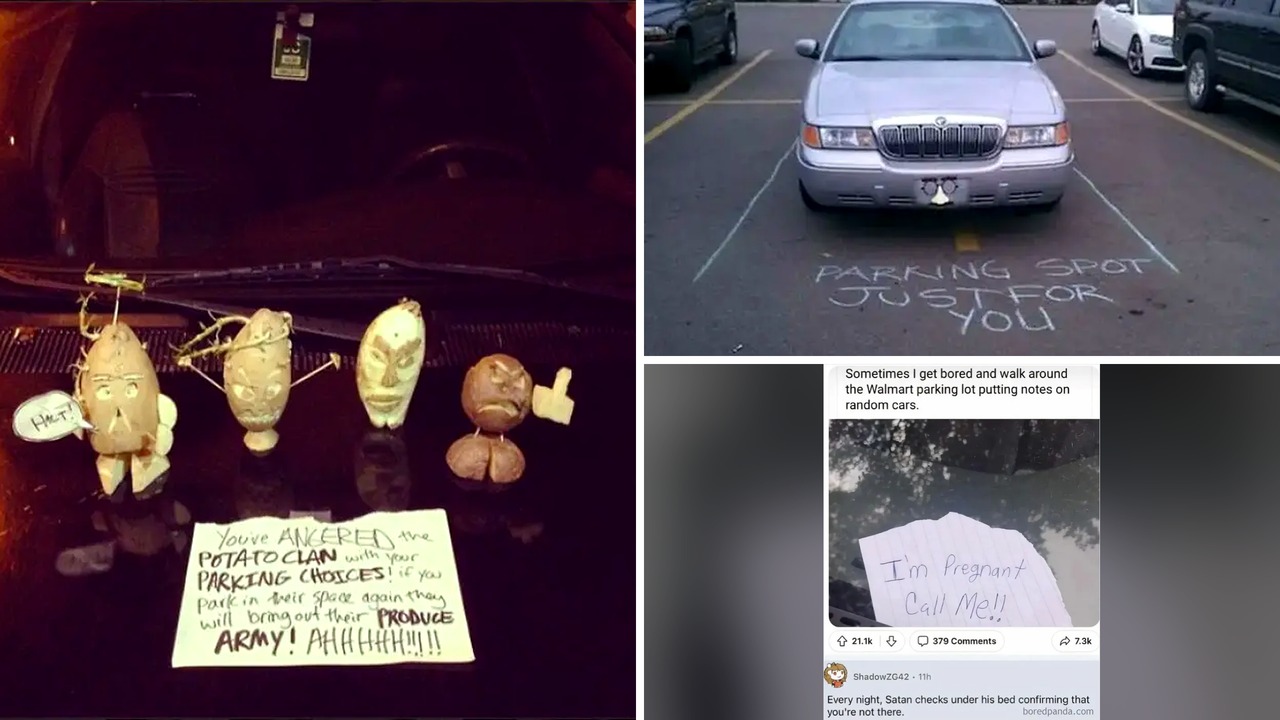 HALT!
You've ANGERED the
POTATO CLAN with your
PARKING CHOICES! if you
park in their space again they
will bring out their PRODUCE
ARMY! AHHHHH!!!!!
PARKING SPOT
JUST FOR
YOU
Sometimes I get bored and walk around
the Walmart parking lot putting notes on
random cars.
I'm Pregnant
Call Me!!
21.1k
379 Comments
7.3k
ShadowZG42 · 11h
Every night, Satan checks under his bed confirming that
you're not there.
boredpanda.com